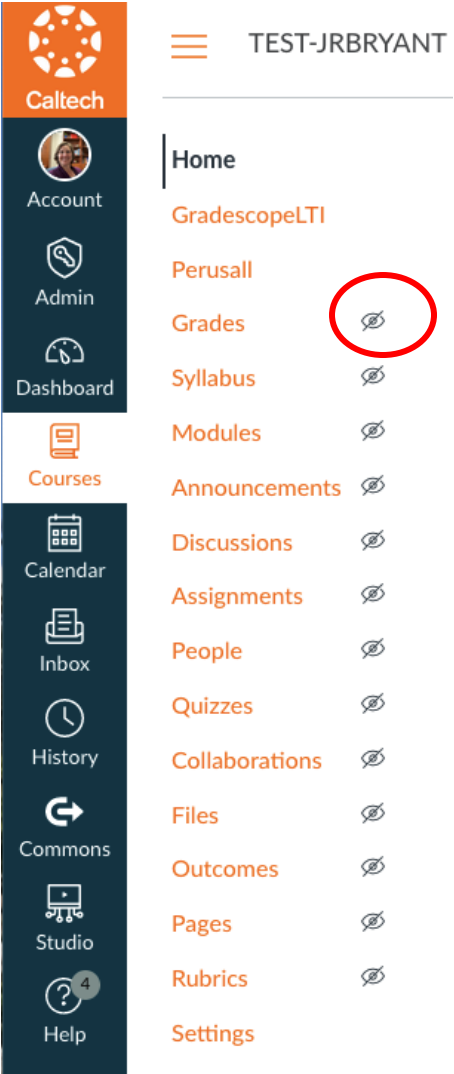 Caltech
Account
Admin
Dashboard
Courses
Calendar
Inbox
History
Commons
Studio
4
Help
TEST-JRBRYANT
Home
GradescopeLTI
Perusall
Grades
Syllabus
Modules
Announcements
Discussions
Assignments
People
Quizzes
Collaborations
Files
Outcomes
Pages
Rubrics
Settings